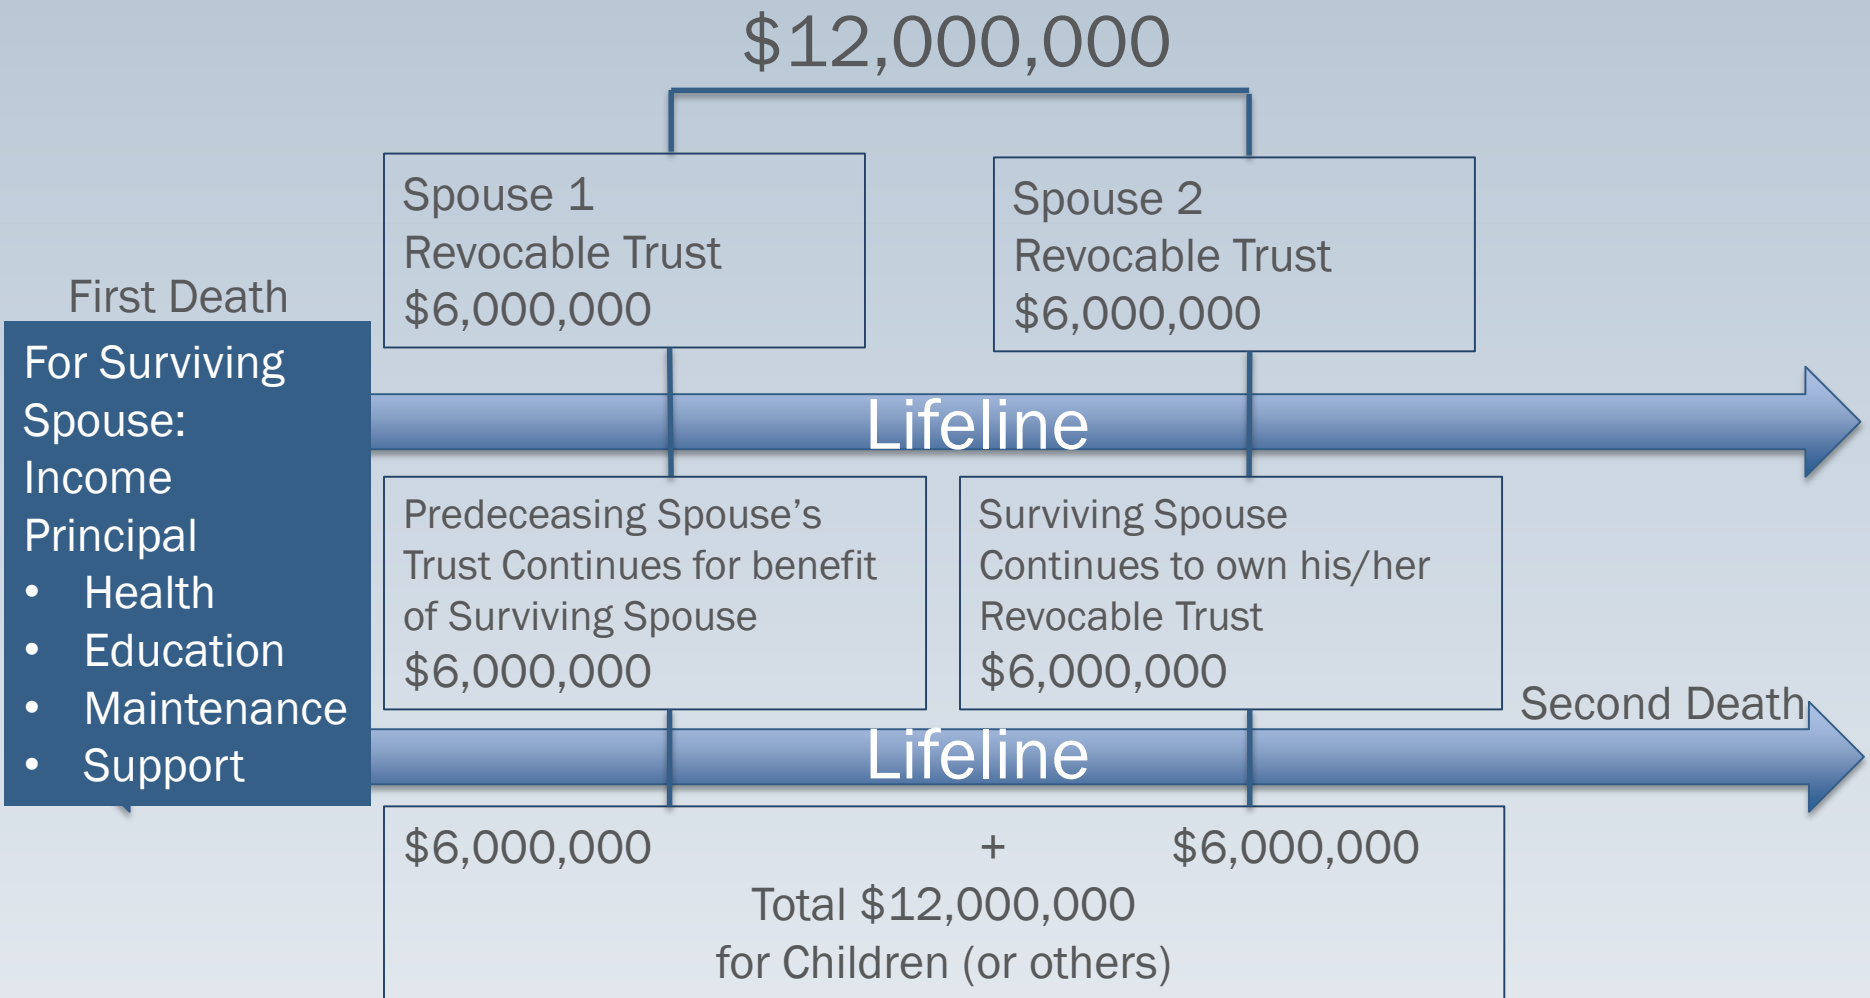 $12,000,000
Spouse 1
Revocable Trust
$6,000,000
Spouse 2
Revocable Trust
$6,000,000
First Death
For Surviving
Spouse:
Income
Principal
• Health
• Education
• Maintenance
• Support
Lifeline
Predeceasing Spouse’s
Trust Continues for benefit
of Surviving Spouse
$6,000,000
Surviving Spouse
Continues to own his/her
Revocable Trust
$6,000,000
Second Death
Lifeline
$6,000,000 + $6,000,000
Total $12,000,000
for Children (or others)